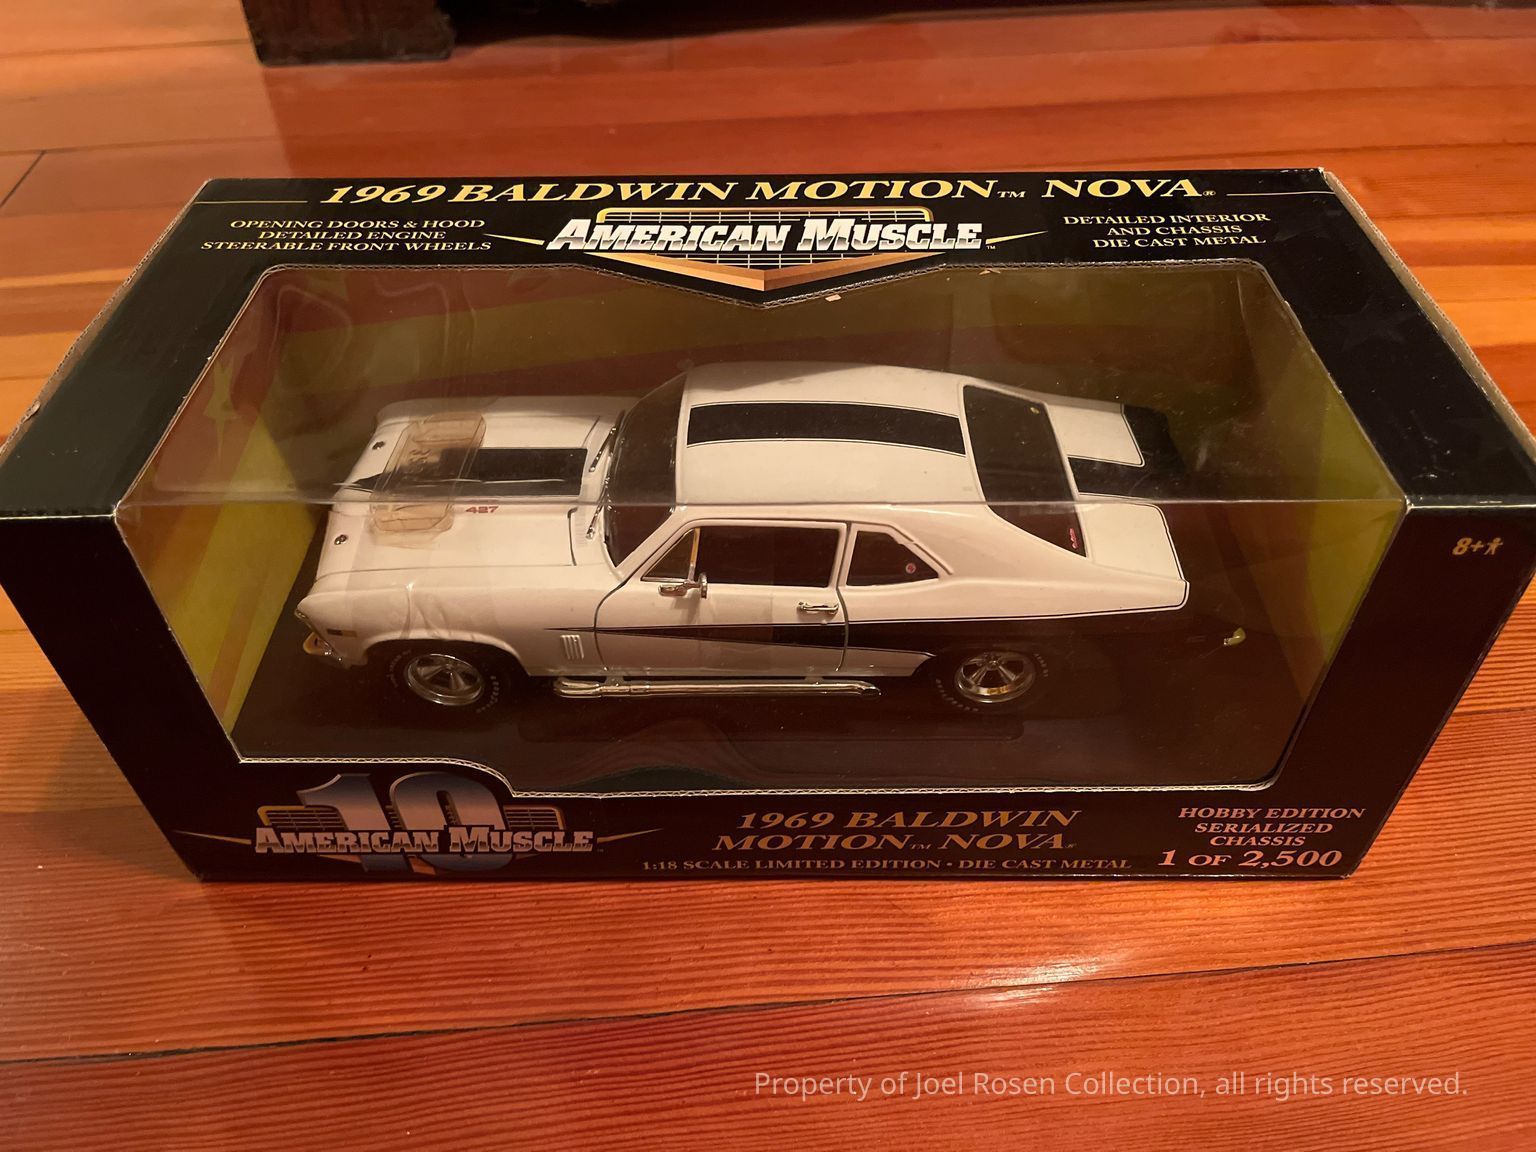 1969 BALDWIN MOTION™ NOVA®
OPENING DOORS & HOOD
DETAILED ENGINE
STEERABLE FRONT WHEELS
AMERICAN MUSCLE™
DETAILED INTERIOR
AND CHASSIS
DIE CAST METAL
427
8+
10
AMERICAN MUSCLE™
1969 BALDWIN
MOTION™ NOVA®
1:18 SCALE LIMITED EDITION • DIE CAST METAL
HOBBY EDITION
SERIALIZED
CHASSIS
1 OF 2,500
Property of Joel Rosen Collection, all rights reserved.